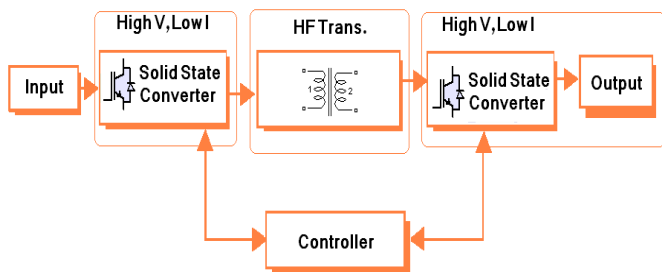 High V, Low I
HF Trans.
High V, Low I
Input
Solid State
Converter
1
2
Solid State
Converter
Output
Controller